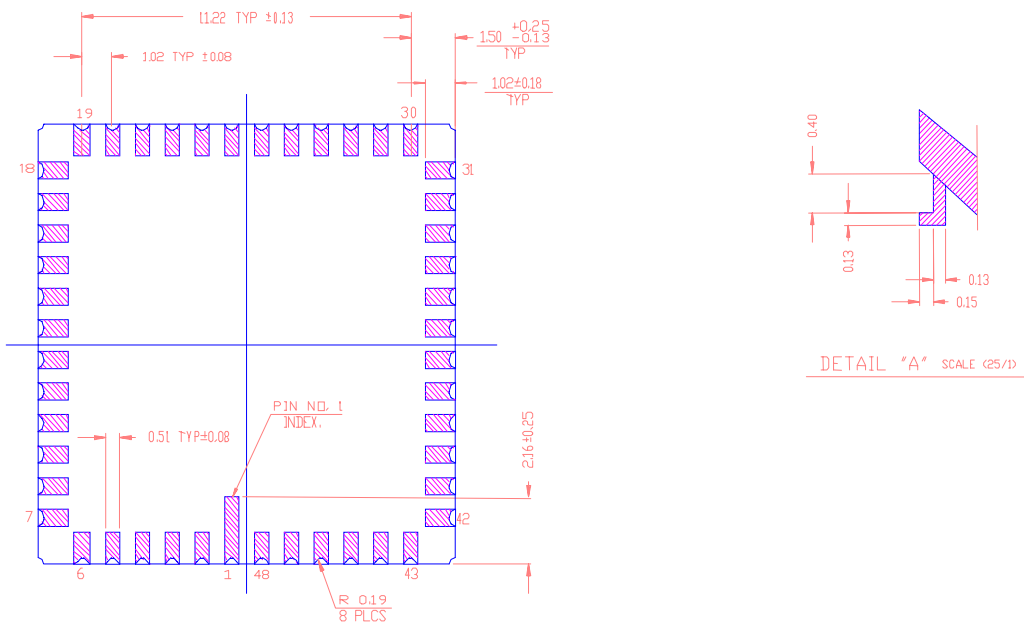 11.22 TYP ±0.13
+0.25
1.50 -0.13
TYP
1.02 TYP ±0.08
1.02±0.18
TYP
19
30
18
31
0.40
0.13
0.13
0.15
DETAIL "A" SCALE (25/1)
PIN NO. 1
INDEX.
0.51 TYP±0.08
2.16±0.25
7
42
6
1
48
43
R 0.19
8 PLCS